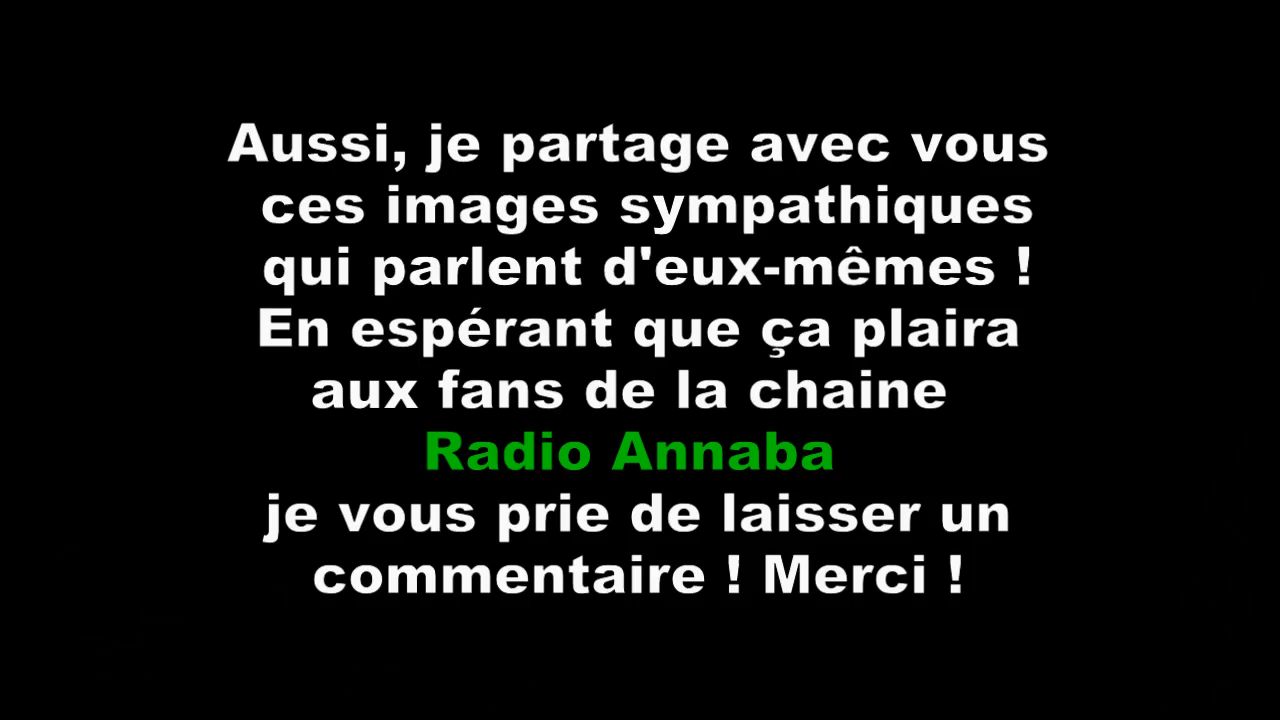 Aussi, je partage avec vous
ces images sympathiques
qui parlent d'eux-mêmes !
En espérant que ça plaira
aux fans de la chaine
Radio Annaba
je vous prie de laisser un
commentaire ! Merci !